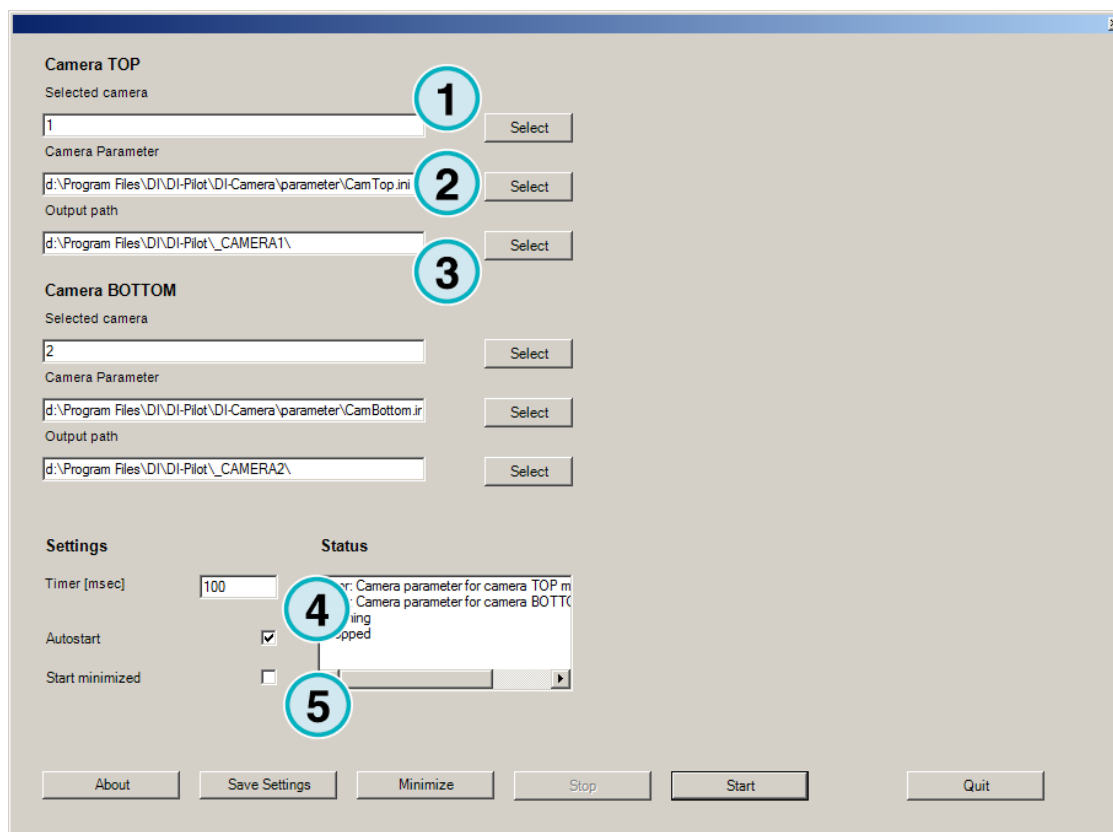 Camera TOP
Selected camera
1
1
Select
Camera Parameter
d:\Program Files\DI\DI-Pilot\DI-Camera\parameter\CamTop.ini
2
Select
Output path
d:\Program Files\DI\DI-Pilot\_CAMERA1\
3
Select
Camera BOTTOM
Selected camera
2
Select
Camera Parameter
d:\Program Files\DI\DI-Pilot\DI-Camera\parameter\CamBottom.ir
Select
Output path
d:\Program Files\DI\DI-Pilot\_CAMERA2\
Select
Settings
Status
Timer [msec]
100
Camera parameter for camera TOP m
Camera parameter for camera BOTTO
4
Autostart
Start minimized
5
About
Save Settings
Minimize
Stop
Start
Quit